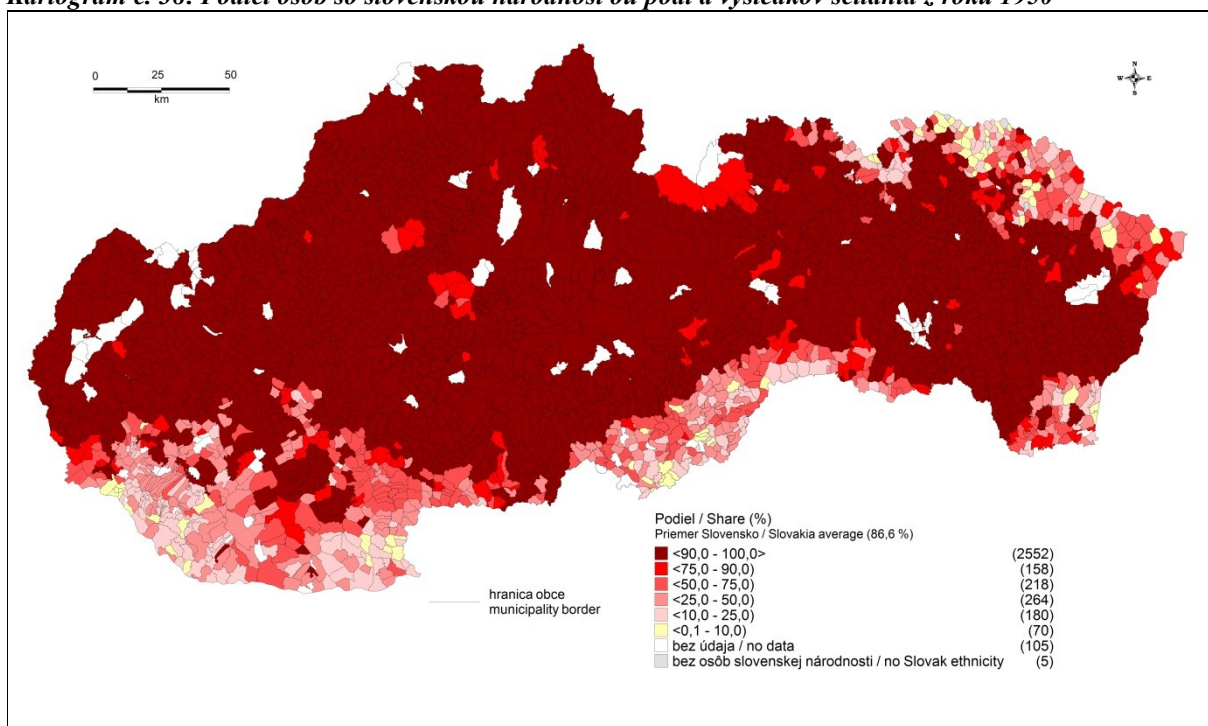 Kartogram č. 38: Podiel osôb so slovenskou národnosťou podľa výsledkov sčítania z roku 1950
0 25 50
km
N
W E
S
hranica obce
municipality border
Podiel / Share (%)
Priemer Slovensko / Slovakia average (86,6 %)
<90,0 - 100,0> (2552)
<75,0 - 90,0) (158)
<50,0 - 75,0) (218)
<25,0 - 50,0) (264)
<10,0 - 25,0) (180)
<0,1 - 10,0) (70)
bez údaja / no data (105)
bez osôb slovenskej národnosti / no Slovak ethnicity (5)